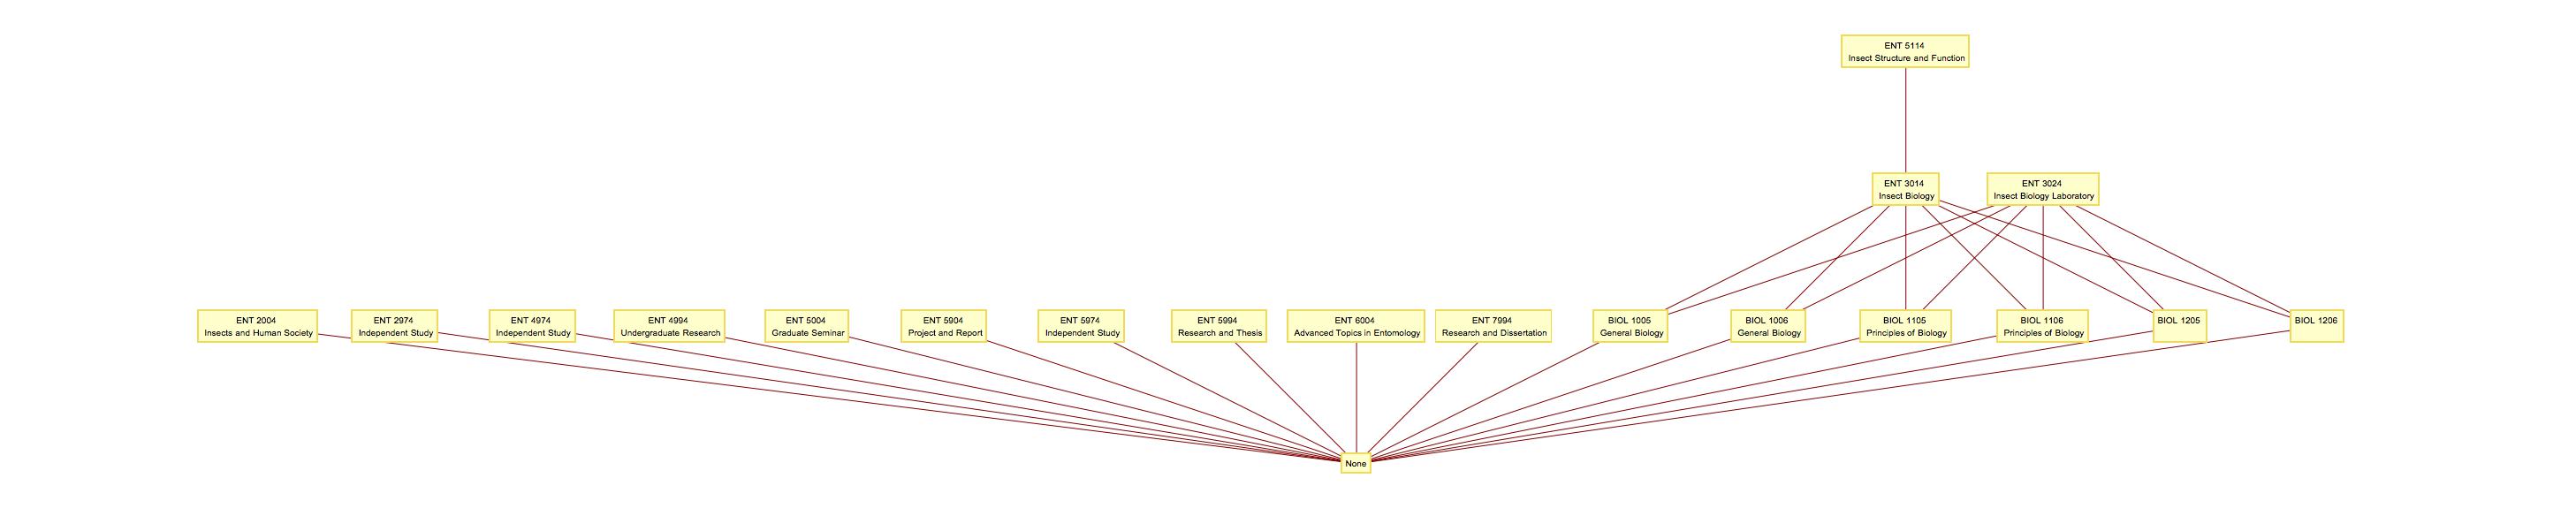 ENT 5114
Insect Structure and Function
ENT 3014
Insect Biology
ENT 3024
Insect Biology Laboratory
ENT 2004
Insects and Human Society
ENT 2974
Independent Study
ENT 4974
Independent Study
ENT 4994
Undergraduate Research
ENT 5004
Graduate Seminar
ENT 5904
Project and Report
ENT 5974
Independent Study
ENT 5994
Research and Thesis
ENT 6004
Advanced Topics in Entomology
ENT 7994
Research and Dissertation
BIOL 1005
General Biology
BIOL 1006
General Biology
BIOL 1105
Principles of Biology
BIOL 1106
Principles of Biology
BIOL 1205
BIOL 1206
None